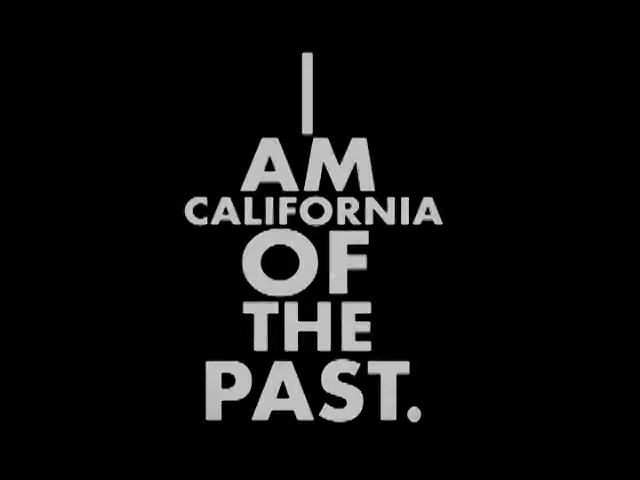 I
AM
CALIFORNIA
OF
THE
PAST.